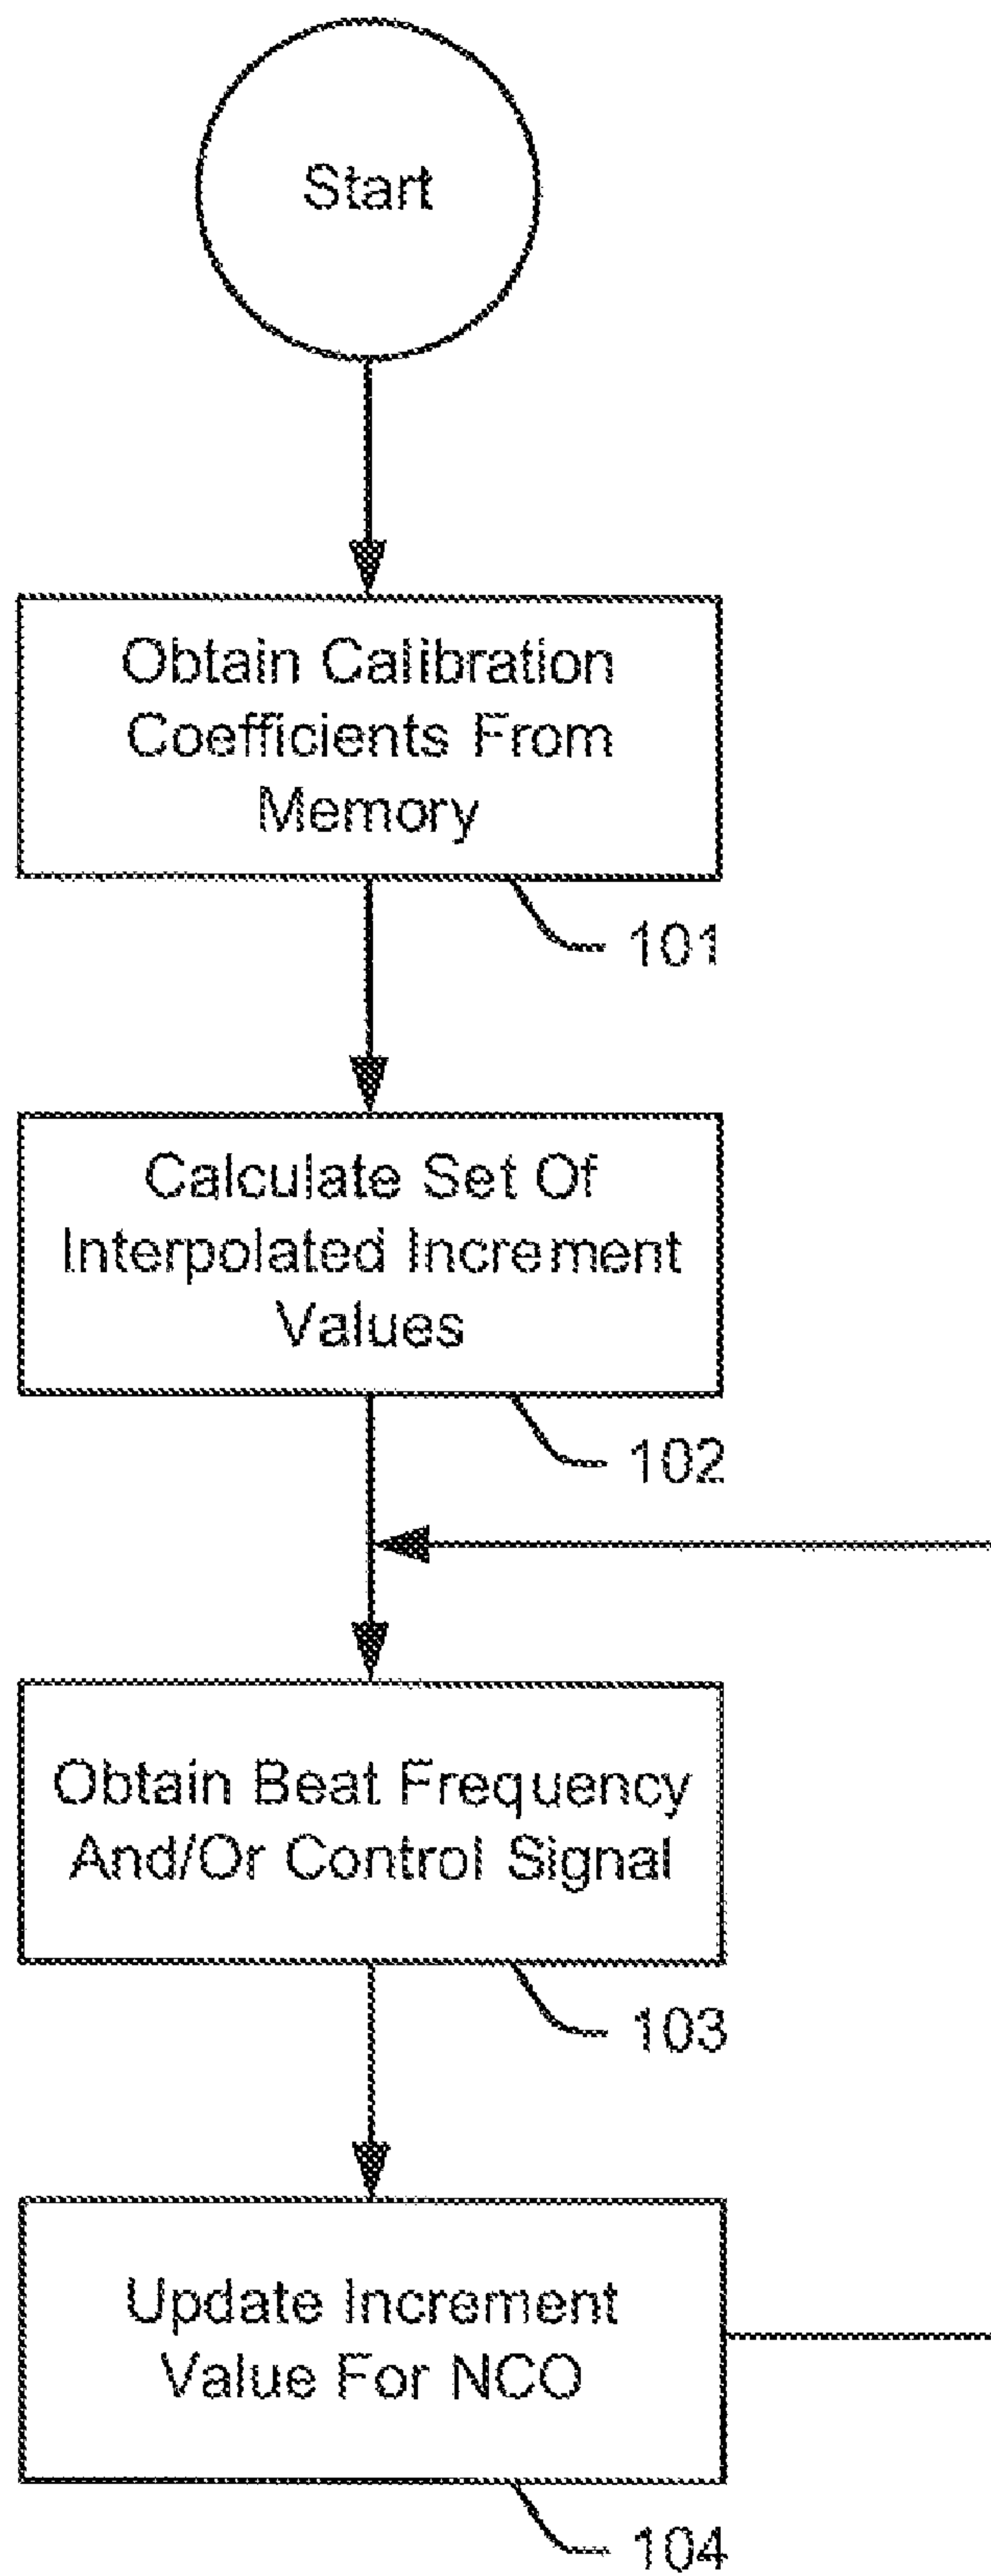 Start
Obtain Calibration
Coefficients From
Memory
101
Calculate Set Of
Interpolated Increment
Values
102
Obtain Beat Frequency
And/Or Control Signal
103
Update Increment
Value For NCO
104